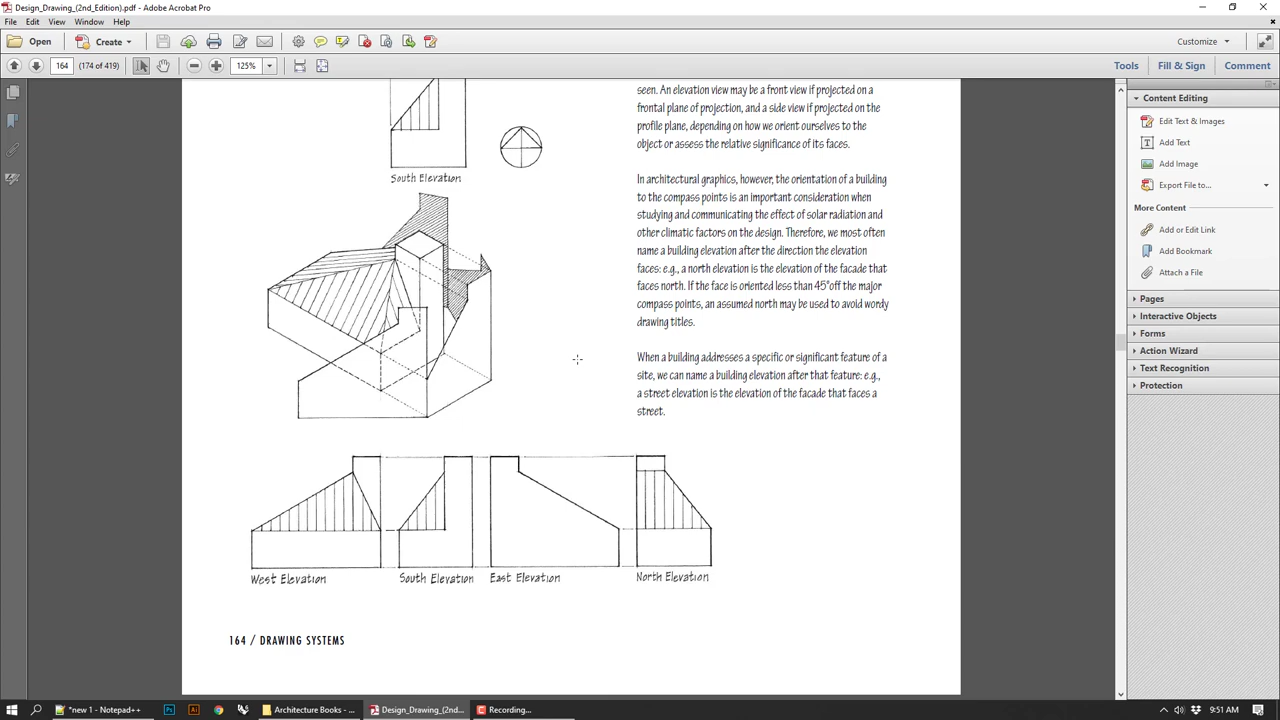 Design_Drawing_(2nd_Edition).pdf - Adobe Acrobat Pro
File Edit View Window Help
Open Create Customize
164 (174 of 419) 125% Tools Fill & Sign Comment
seen. An elevation view may be a front view if projected on a
frontal plane of projection, and a side view if projected on the
profile plane, depending on how we orient ourselves to the
object or assess the relative significance of its faces.
South Elevation
In architectural graphics, however, the orientation of a building
to the compass points is an important consideration when
studying and communicating the effect of solar radiation and
other climatic factors on the design. Therefore, we most often
name a building elevation after the direction the elevation
faces: e.g., a north elevation is the elevation of the facade that
faces north. If the face is oriented less than 45°off the major
compass points, an assumed north may be used to avoid wordy
drawing titles.
When a building addresses a specific or significant feature of a
site, we can name a building elevation after that feature: e.g.,
a street elevation is the elevation of the facade that faces a
street.
West Elevation South Elevation East Elevation North Elevation
164 / DRAWING SYSTEMS
Content Editing
Edit Text & Images
Add Text
Add Image
Export File to...
More Content
Add or Edit Link
Add Bookmark
Attach a File
Pages
Interactive Objects
Forms
Action Wizard
Text Recognition
Protection
*new 1 - Notepad++ Ps Ai Architecture Books - ... Design_Drawing_(2nd... Recording... 9:51 AM